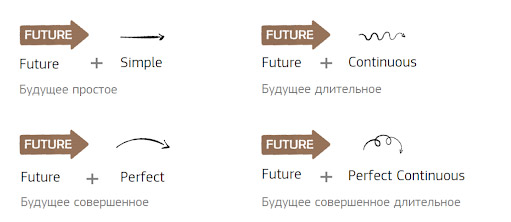 FUTURE
Future + Simple
Будущее простое
FUTURE
Future + Continuous
Будущее длительное
FUTURE
Future + Perfect
Будущее совершенное
FUTURE
Future + Perfect Continuous
Будущее совершенное длительное